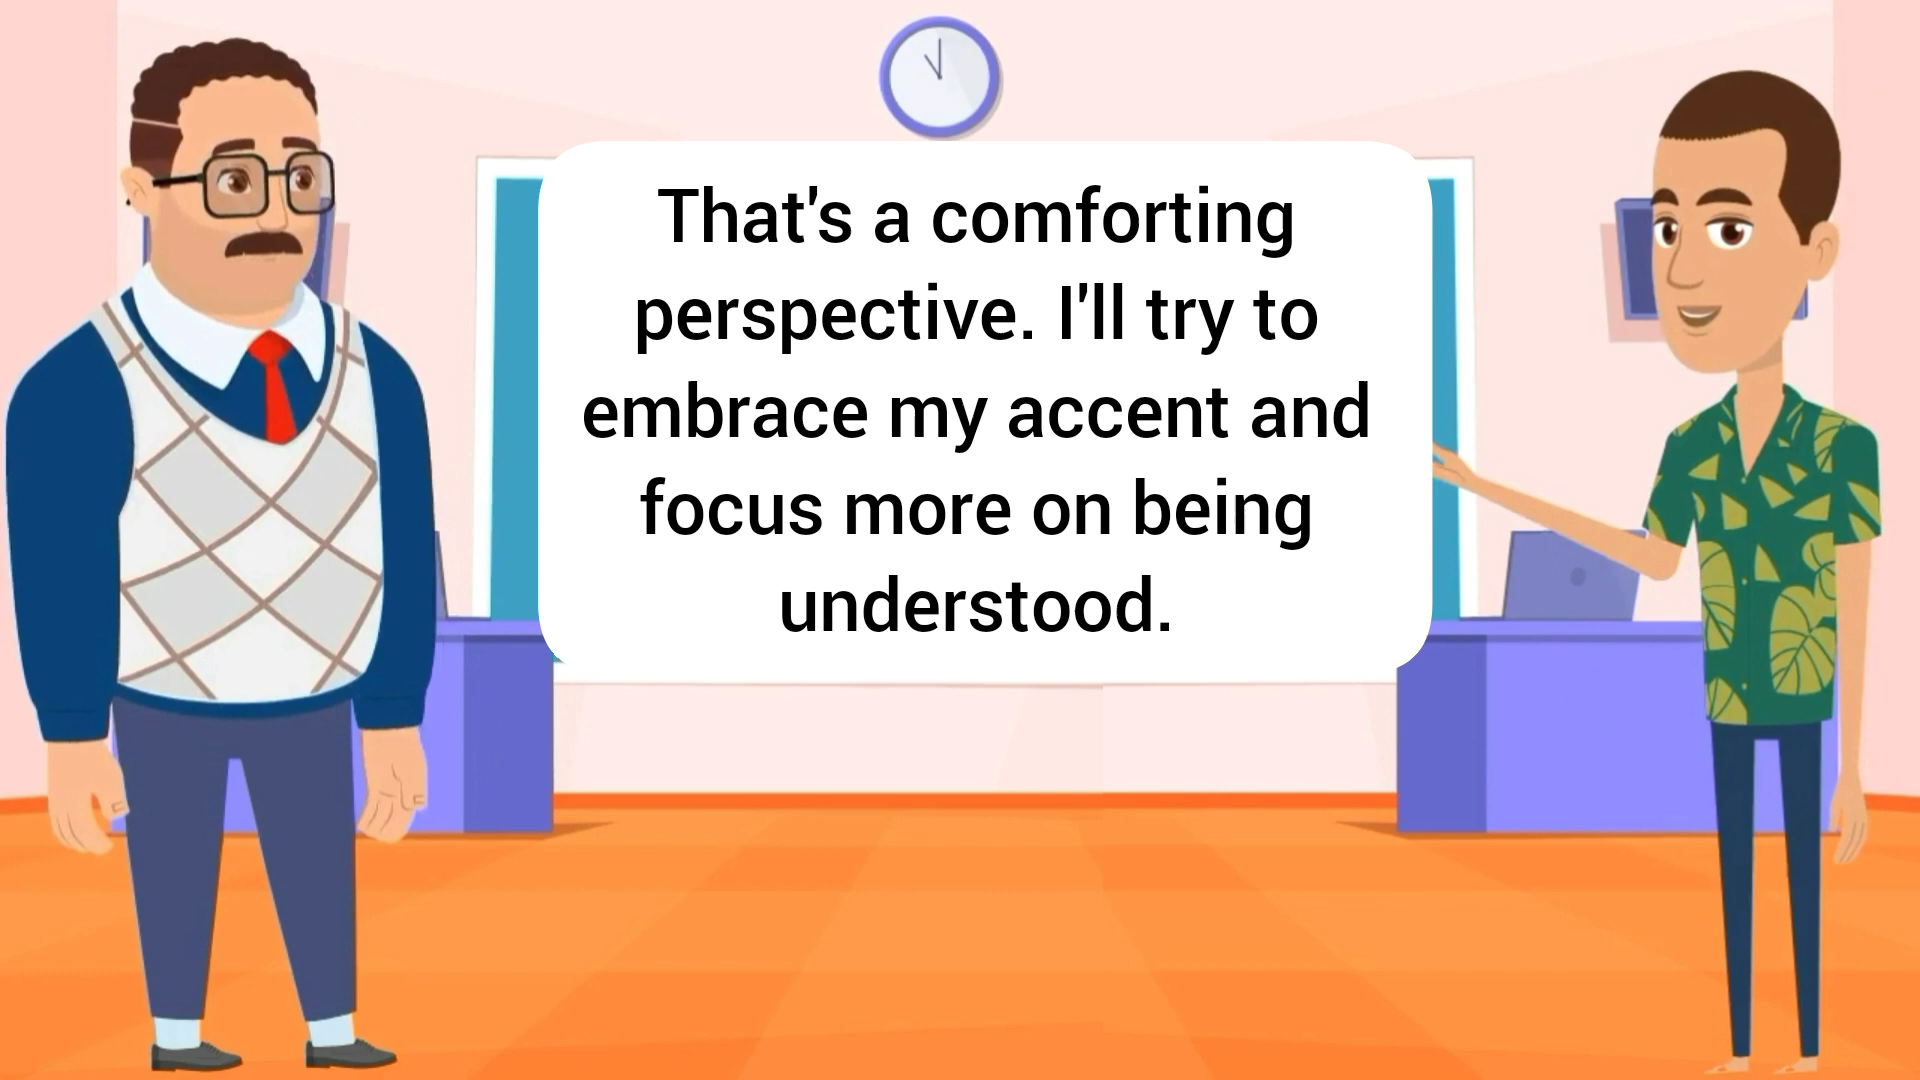 That's a comforting
perspective. I'll try to
embrace my accent and
focus more on being
understood.